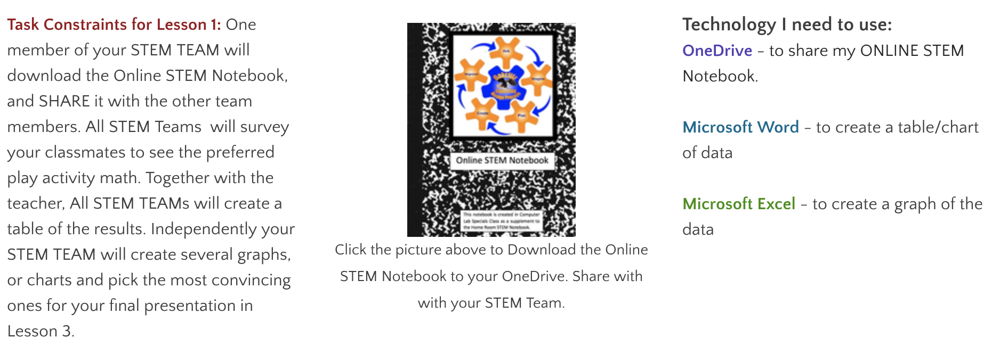 Task Constraints for Lesson 1: One
member of your STEM TEAM will
download the Online STEM Notebook,
and SHARE it with the other team
members. All STEM Teams  will survey
your classmates to see the preferred
play activity math. Together with the
teacher, All STEM TEAMs will create a
table of the results. Independently your
STEM TEAM will create several graphs,
or charts and pick the most convincing
ones for your final presentation in
Lesson 3.
Ask
Imagine
Plan
Create
Improve
Design Process
Online STEM Notebook
This notebook is created in Computer
Lab Specials Class as a supplement to
the Home Room STEM Notebook.
Click the picture above to Download the Online
STEM Notebook to your OneDrive. Share with
with your STEM Team.
Technology I need to use:
OneDrive – to share my ONLINE STEM
Notebook.
Microsoft Word – to create a table/chart
of data
Microsoft Excel – to create a graph of the
data